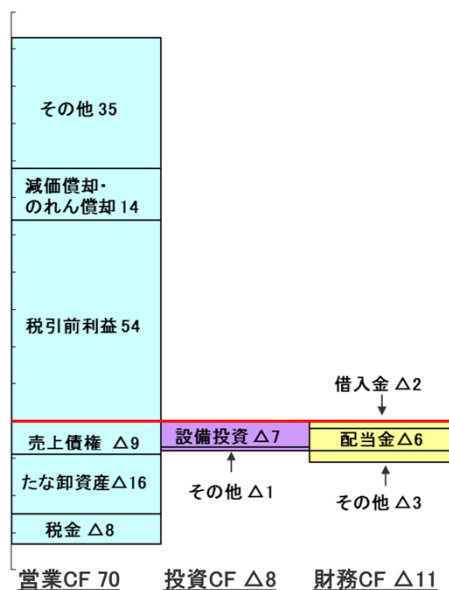 その他 35
減価償却・
のれん償却 14
税引前利益 54
売上債権 △9
たな卸資産△16
税金 △8
設備投資 △7
その他 △1
借入金 △2
配当金△6
その他 △3
営業CF 70
投資CF △8
財務CF △11